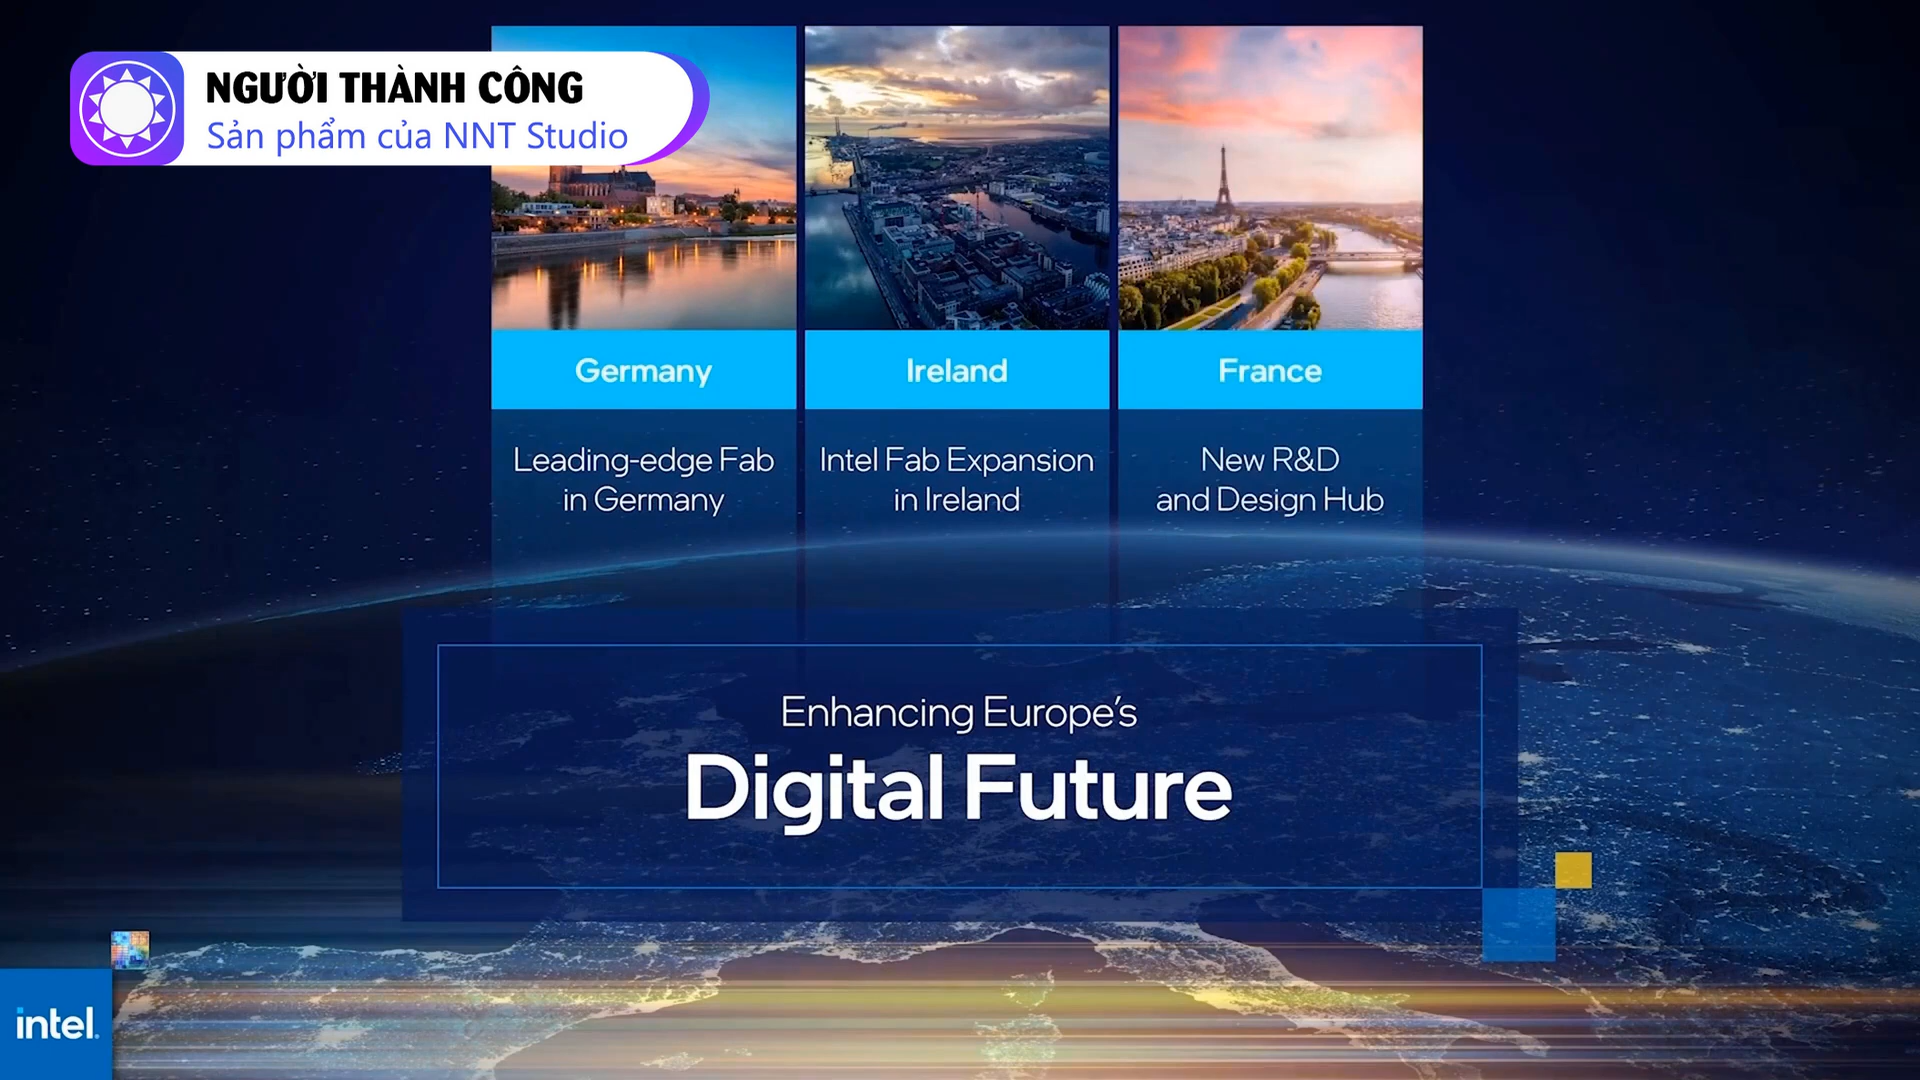 NGƯỜI THÀNH CÔNG
Sản phẩm của NNT Studio
Germany
Leading-edge Fab
in Germany
Ireland
Intel Fab Expansion
in Ireland
France
New R&D
and Design Hub
Enhancing Europe's
Digital Future
intel.